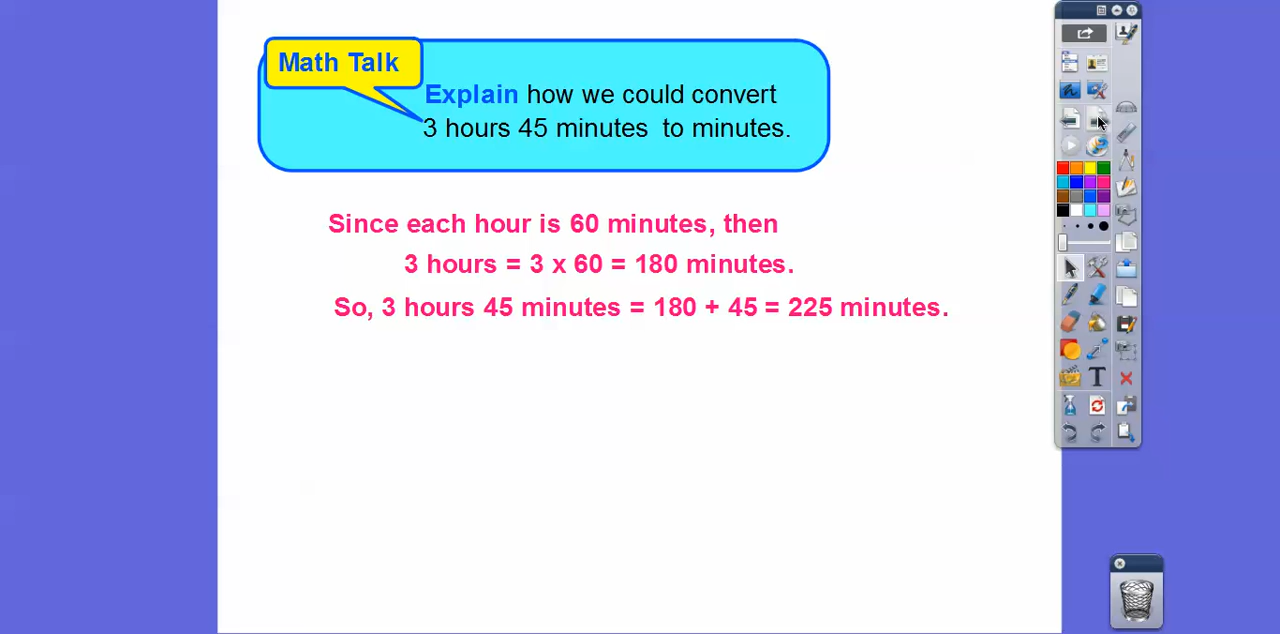 Math Talk
Explain how we could convert
3 hours 45 minutes to minutes.
Since each hour is 60 minutes, then
3 hours = 3 x 60 = 180 minutes.
So, 3 hours 45 minutes = 180 + 45 = 225 minutes.